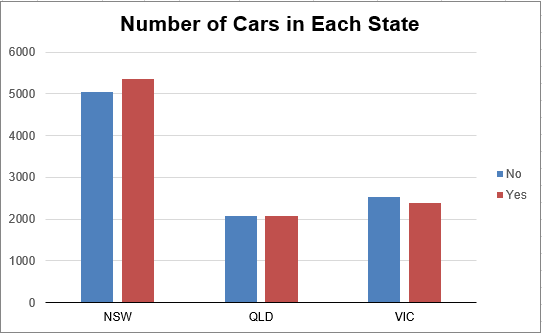 Number of Cars in Each State
6000
5000
4000
3000
2000
1000
0
NSW QLD VIC
No
Yes